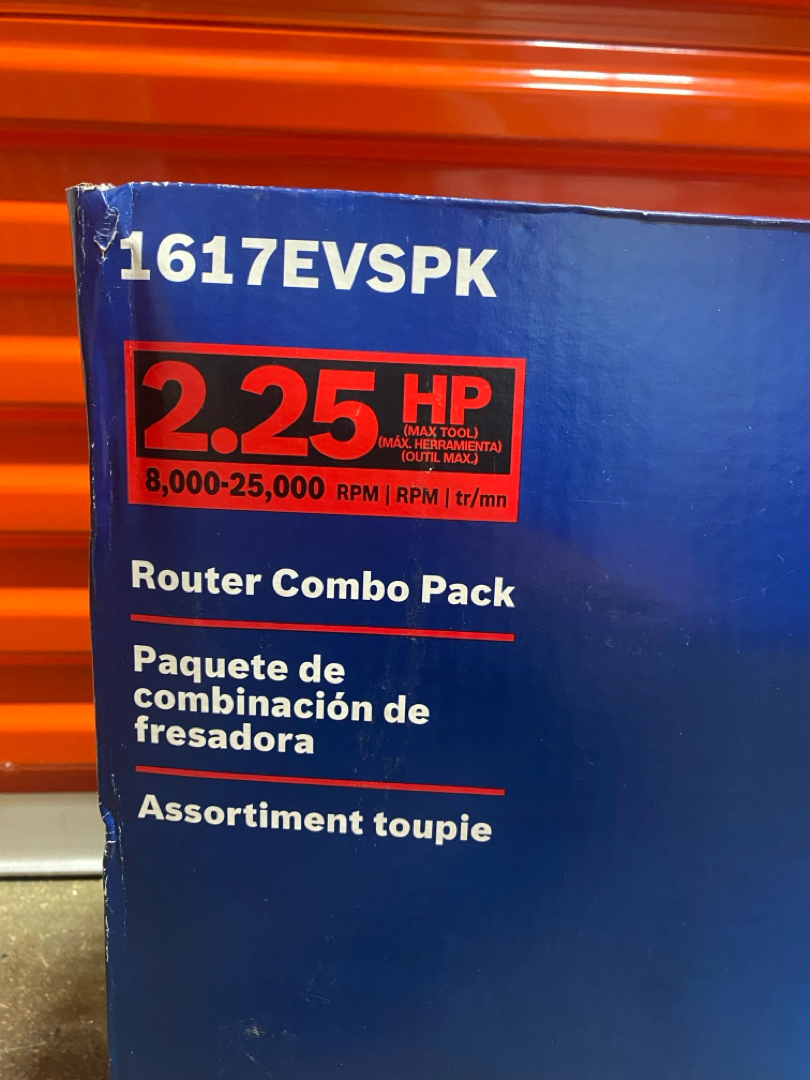 1617EVSPK
2.25 HP
(MAX TOOL)
(MÁX. HERRAMIENTA)
(OUTIL MAX.)
8,000-25,000 RPM | RPM | tr/mn
Router Combo Pack
Paquete de
combinación de
fresadora
Assortiment toupie